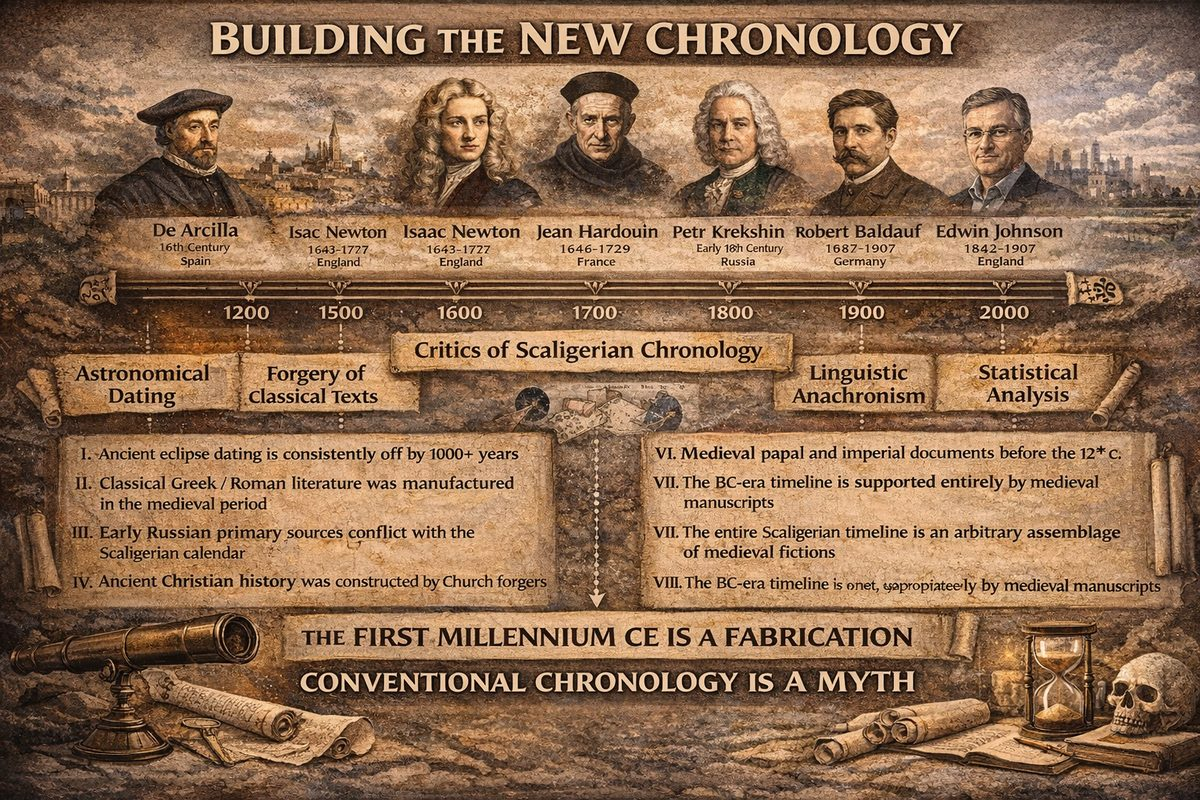 BUILDING THE NEW CHRONOLOGY
De Arcilla
16th Century
Spain
Isac Newton
1643-1777
England
Isaac Newton
1643-1777
England
Jean Hardouin
1646-1729
France
Petr Krekshin
Early 18th Century
Russia
Robert Baldauf
1687-1907
Germany
Edwin Johnson
1842-1907
England
1200 1500 1600 1700 1800 1900 2000
Critics of Scaligerian Chronology
Astronomical
Dating
Forgery of
classical Texts
Linguistic
Anachronism
Statistical
Analysis
I. Ancient eclipse dating is consistently off by 1000+ years
II. Classical Greek / Roman literature was manufactured
in the medieval period
III. Early Russian primary sources conflict with the
Scaligerian calendar
IV. Ancient Christian history was constructed by Church forgers
VI. Medieval papal and imperial documents before the 12* c.
VII. The BC-era timeline is supported entirely by medieval
manuscripts
VII. The entire Scaligerian timeline is an arbitrary assemblage
of medieval fictions
VIII. The BC-era timeline is by medieval manuscripts
THE FIRST MILLENNIUM CE IS A FABRICATION
CONVENTIONAL CHRONOLOGY IS A MYTH